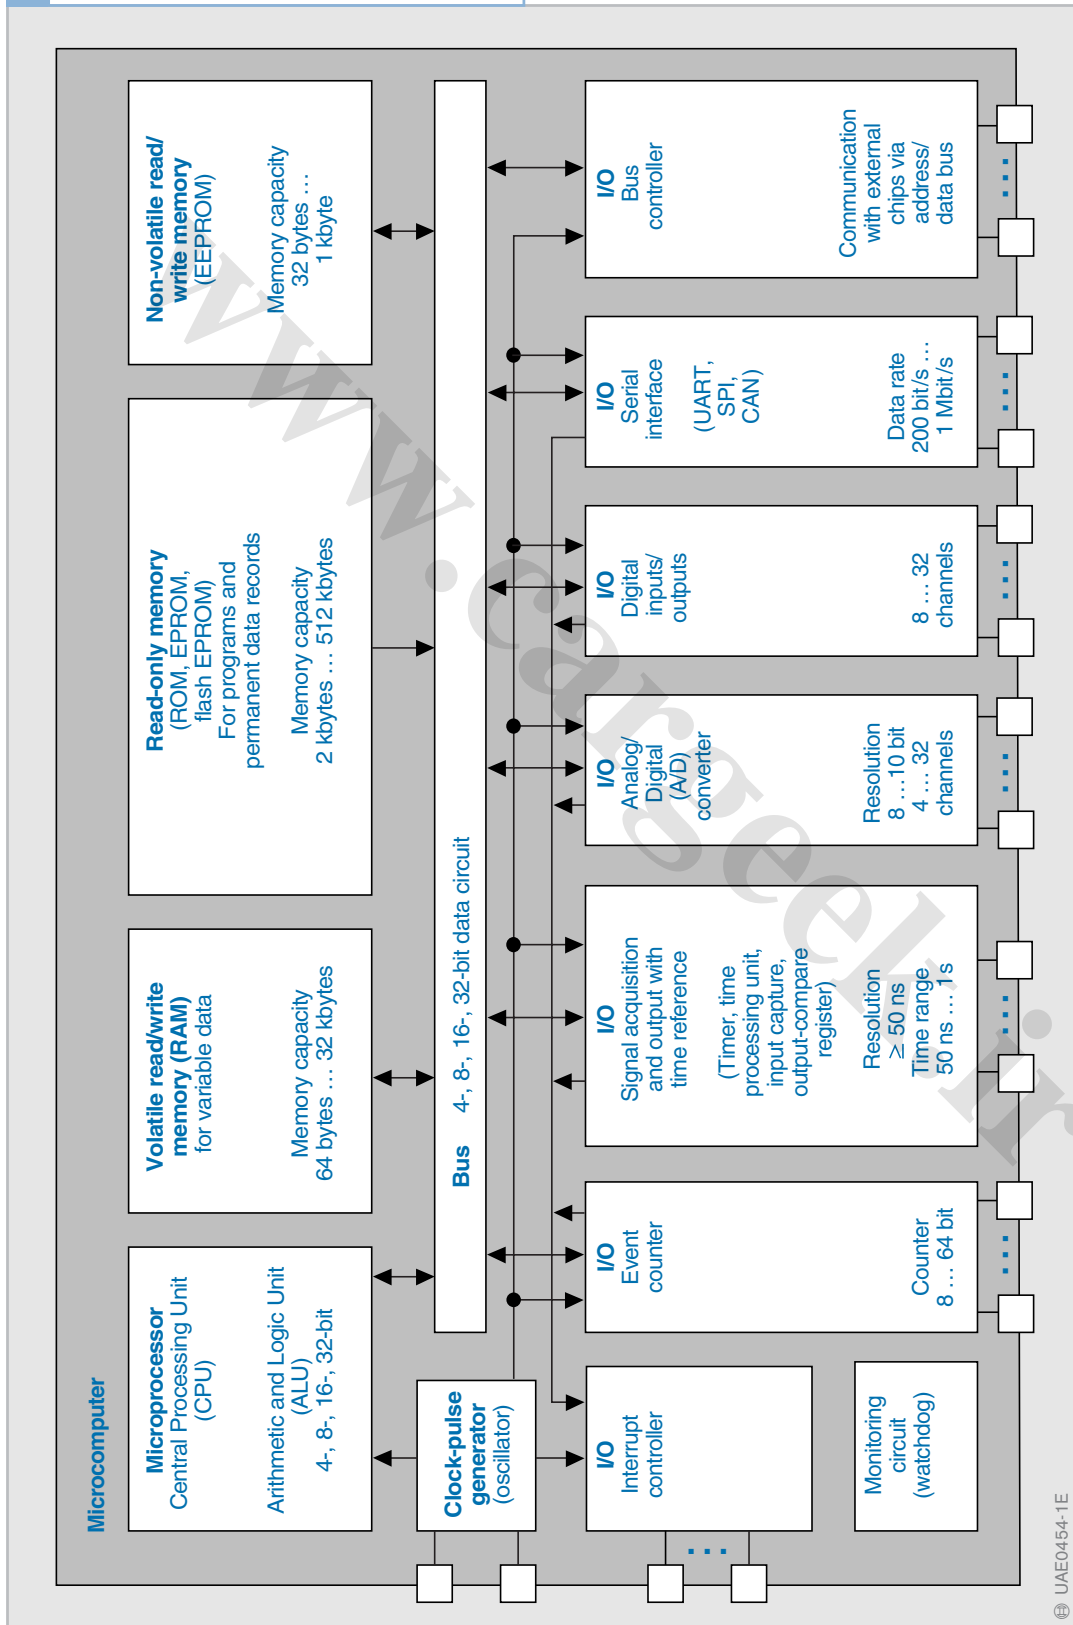 Microcomputer
Microprocessor
Central Processing Unit
(CPU)
Arithmetic and Logic Unit
(ALU)
4-, 8-, 16-, 32-bit
Volatile read/write
memory (RAM)
for variable data
Memory capacity
64 bytes … 32 kbytes
Read-only memory
(ROM, EPROM,
flash EPROM)
For programs and
permanent data records
Memory capacity
2 kbytes … 512 kbytes
Non-volatile read/
write memory
(EEPROM)
Memory capacity
32 bytes …
1 kbyte
Clock-pulse
generator
(oscillator)
Bus 4-, 8-, 16-, 32-bit data circuit
I/O
Interrupt
controller
Monitoring
circuit
(watchdog)
I/O
Event
counter
Counter
8 … 64 bit
I/O
Signal acquisition
and output with
time reference
(Timer, time
processing unit,
input capture,
output-compare
register)
Resolution
≥ 50 ns
Time range
50 ns … 1 s
I/O
Analog/
Digital
(A/D)
converter
Resolution
8 …10 bit
4 … 32
channels
I/O
Digital
inputs/
outputs
8 … 32
channels
I/O
Serial
interface
(UART,
SPI,
CAN)
Data rate
200 bit/s …
1 Mbit/s
I/O
Bus
controller
Communication
with external
chips via
address/
data bus
UAE0454-1E
www.cargeek.ir